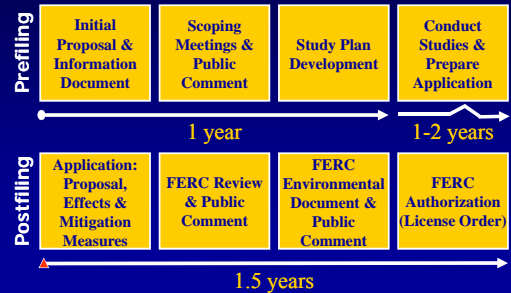 Prefiling
Initial
Proposal &
Information
Document
Scoping
Meetings &
Public
Comment
Study Plan
Development
Conduct
Studies &
Prepare
Application
1 year
1-2 years
Postfiling
Application:
Proposal,
Effects &
Mitigation
Measures
FERC Review
& Public
Comment
FERC
Environmental
Document &
Public
Comment
FERC
Authorization
(License Order)
1.5 years